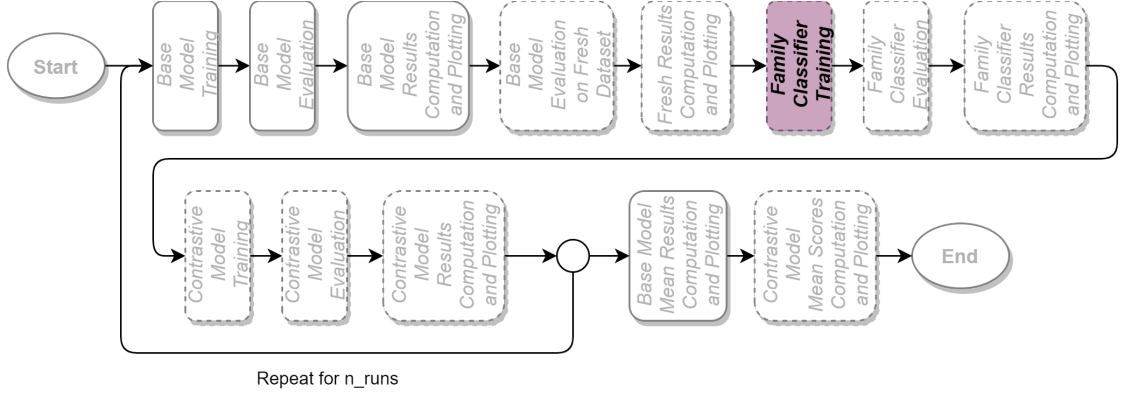 Start
Base
Model
Training
Base
Model
Evaluation
Base
Model
Results
Computation
and Plotting
Base
Model
Evaluation
on Fresh
Dataset
Fresh Results
Computation
and Plotting
Family
Classifier
Training
Family
Classifier
Evaluation
Family
Classifier
Results
Computation
and Plotting
Contrastive
Model
Training
Contrastive
Model
Evaluation
Contrastive
Model
Results
Computation
and Plotting
Base Model
Mean Results
Computation
and Plotting
Contrastive
Model
Mean Scores
Computation
and Plotting
End
Repeat for n_runs